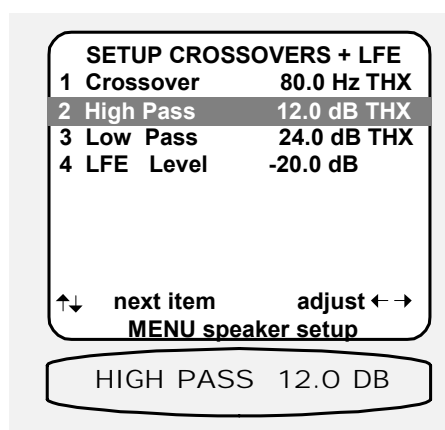 SETUP CROSSOVERS + LFE
1 Crossover 80.0 Hz THX
2 High Pass 12.0 dB THX
3 Low Pass 24.0 dB THX
4 LFE Level -20.0 dB
↑↓ next item adjust ←→
MENU speaker setup
HIGH PASS 12.0 DB